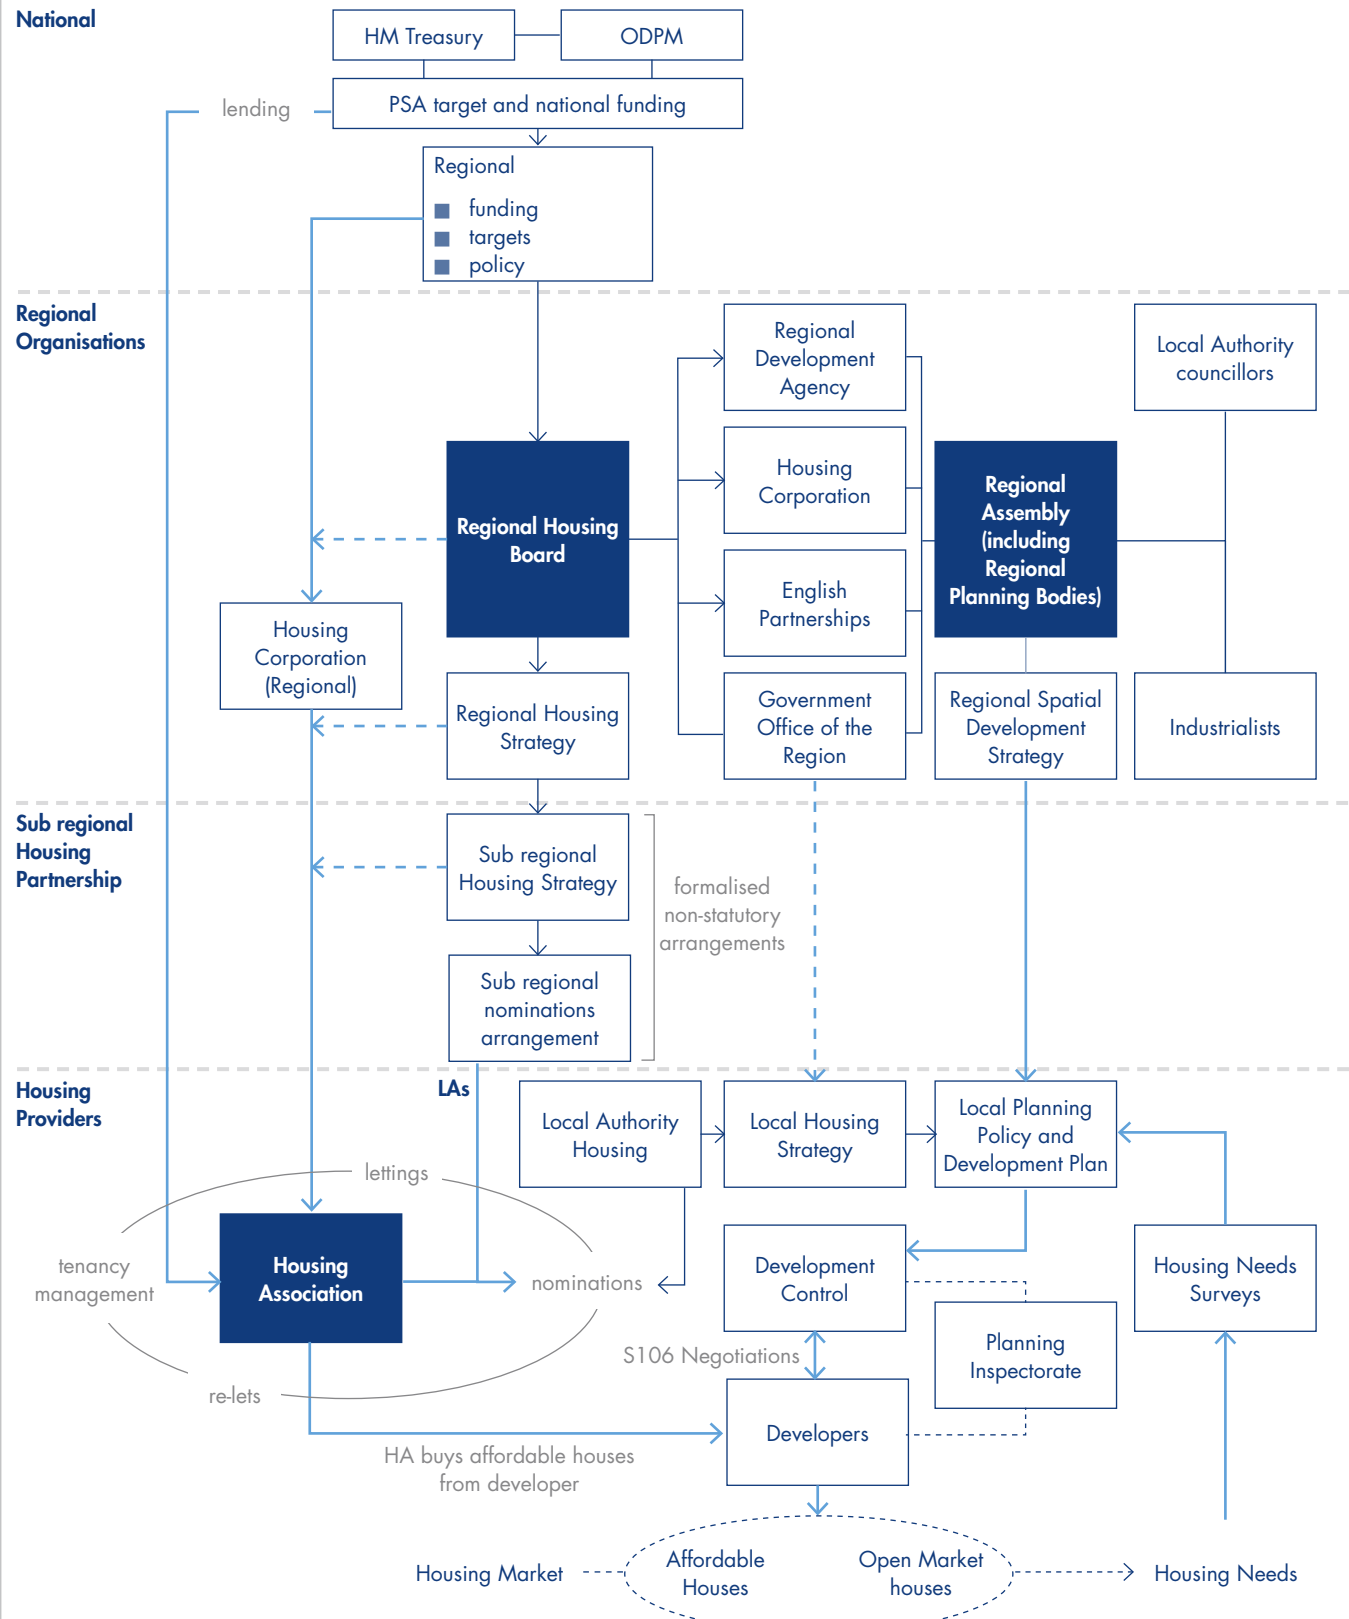 National
HM Treasury
ODPM
lending
PSA target and national funding
Regional
funding
targets
policy
Regional
Organisations
Regional
Development
Agency
Local Authority
councillors
Housing
Corporation
Regional Housing
Board
Regional
Assembly
(including
Regional
Planning Bodies)
English
Partnerships
Housing
Corporation
(Regional)
Regional Housing
Strategy
Government
Office of the
Region
Regional Spatial
Development
Strategy
Industrialists
Sub regional
Housing
Partnership
Sub regional
Housing Strategy
formalised
non-statutory
arrangements
Sub regional
nominations
arrangement
Housing
Providers
LAs
Local Authority
Housing
Local Housing
Strategy
Local Planning
Policy and
Development Plan
lettings
tenancy
management
Housing
Association
nominations
Development
Control
Housing Needs
Surveys
S106 Negotiations
Planning
Inspectorate
re-lets
Developers
HA buys affordable houses
from developer
Housing Market
Affordable
Houses
Open Market
houses
Housing Needs